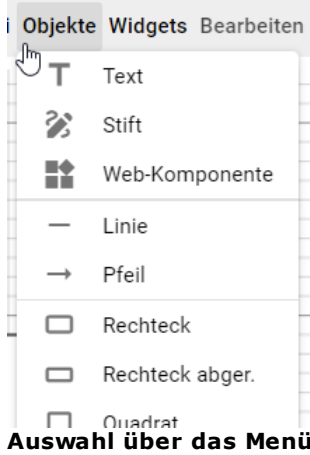 Objekte Widgets Bearbeiten
Text
Stift
Web-Komponente
Linie
Pfeil
Rechteck
Rechteck abger.
Quadrat
Auswahl über das Menü